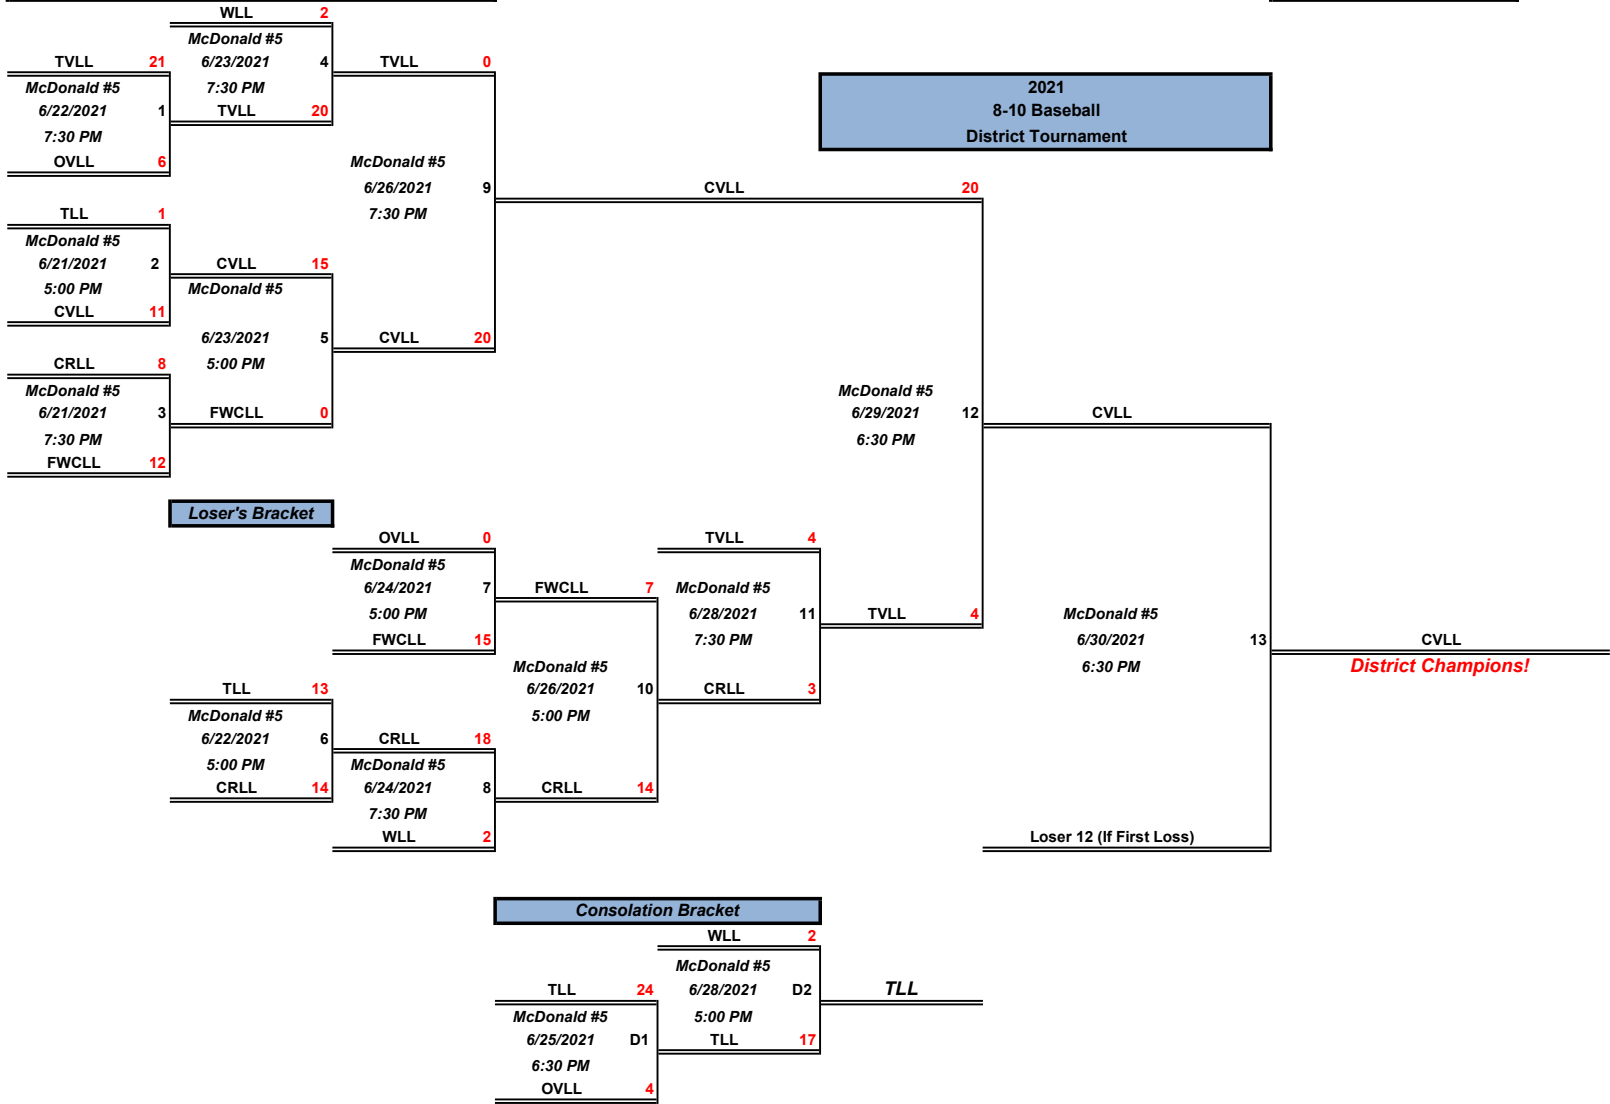 WLL 2
McDonald #5
TVLL 21 6/23/2021 4 TVLL 0
McDonald #5 7:30 PM 2021
6/22/2021 1 TVLL 20 8-10 Baseball
7:30 PM District Tournament
OVLL 6 McDonald #5
6/26/2021 9 CVLL 20
TLL 1 7:30 PM
McDonald #5
6/21/2021 2 CVLL 15
5:00 PM McDonald #5
CVLL 11
6/23/2021 5 CVLL 20
CRLL 8 5:00 PM
McDonald #5 McDonald #5
6/21/2021 3 FWCLL 0 6/29/2021 12 CVLL
7:30 PM 6:30 PM
FWCLL 12
Loser's Bracket
OVLL 0 TVLL 4
McDonald #5
6/24/2021 7 FWCLL 7 McDonald #5
5:00 PM 6/28/2021 11 TVLL 4 McDonald #5
FWCLL 15 7:30 PM 6/30/2021 13 CVLL
McDonald #5 6:30 PM District Champions!
TLL 13 6/26/2021 10 CRLL 3
McDonald #5 5:00 PM
6/22/2021 6 CRLL 18
5:00 PM McDonald #5
CRLL 14 6/24/2021 8 CRLL 14
7:30 PM
WLL 2 Loser 12 (If First Loss)
Consolation Bracket
WLL 2
McDonald #5
TLL 24 6/28/2021 D2 TLL
McDonald #5 5:00 PM
6/25/2021 D1 TLL 17
6:30 PM
OVLL 4